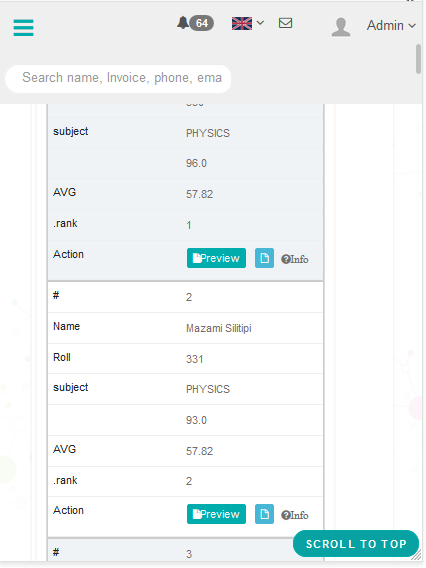 64
Admin
Search name, Invoice, phone, ema
subject PHYSICS
96.0
AVG 57.82
.rank 1
Action Preview Info
# 2
Name Mazami Silitipi
Roll 331
subject PHYSICS
93.0
AVG 57.82
.rank 2
Action Preview Info
SCROLL TO TOP
# 3